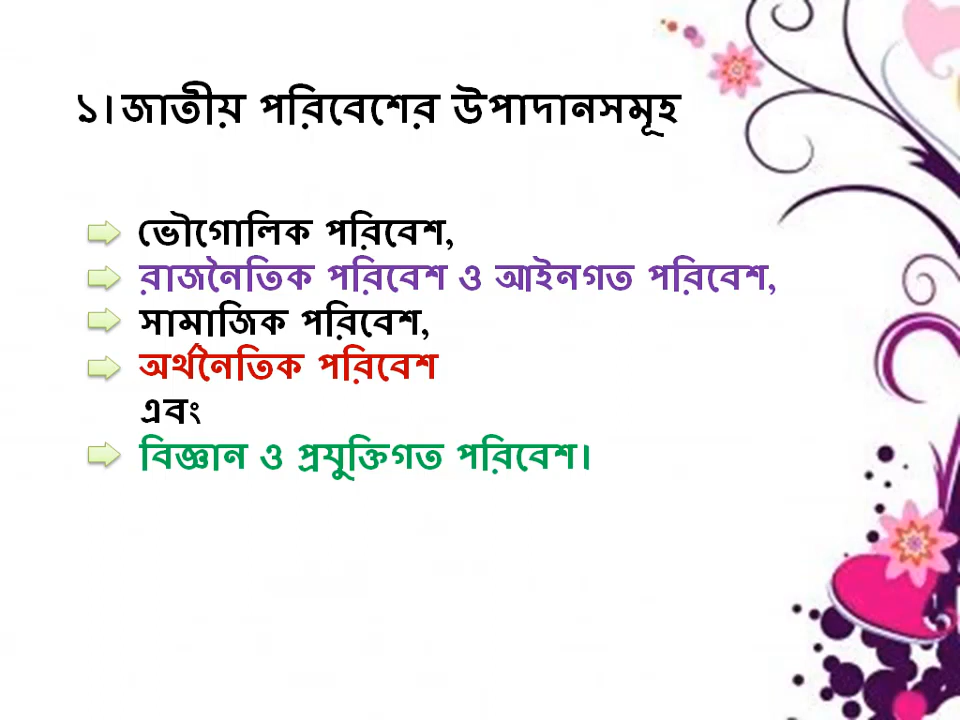 ১। জাতীয় পরিবেশের উপাদানসমূহ
ভৌগোলিক পরিবেশ,
রাজনৈতিক পরিবেশ ও আইনগত পরিবেশ,
সামাজিক পরিবেশ,
অর্থনৈতিক পরিবেশ
এবং
বিজ্ঞান ও প্রযুক্তিগত পরিবেশ।